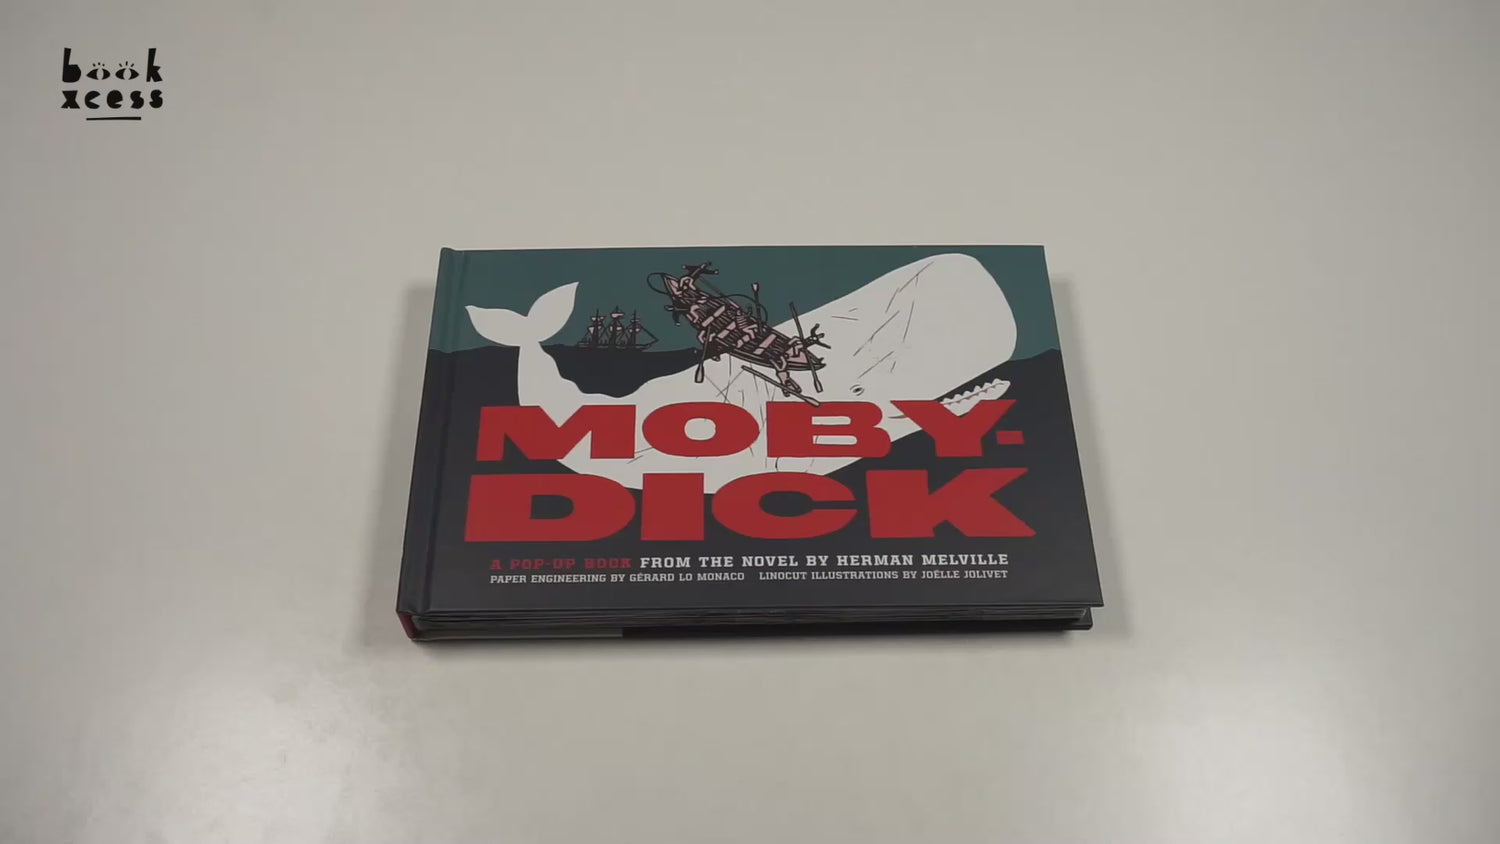 book
xcess
MOBY-
DICK
A POP-UP BOOK FROM THE NOVEL BY HERMAN MELVILLE
PAPER ENGINEERING BY GÉRARD LO MONACO LINOCUT ILLUSTRATIONS BY JOËLLE JOLIVET